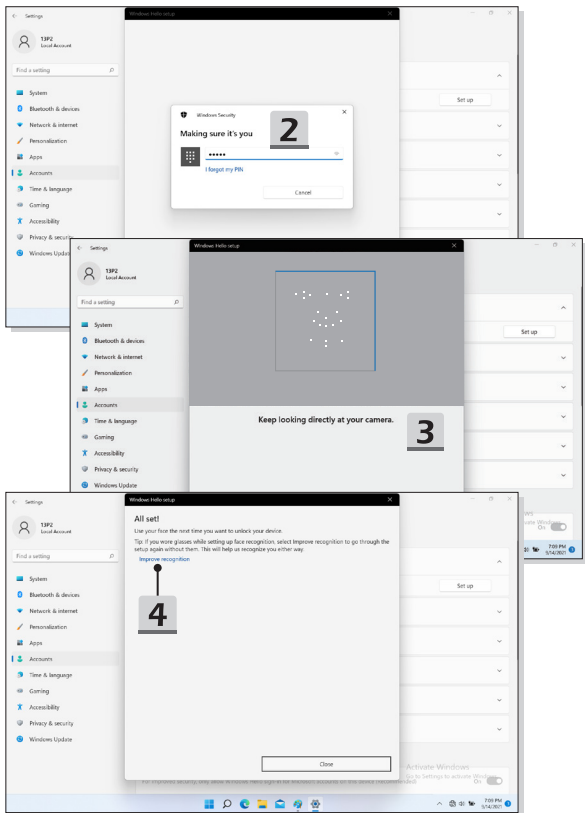 Settings
Windows Hello setup
13P2
Local Account
Find a setting
System
Bluetooth & devices
Network & internet
Personalization
Apps
Accounts
Time & language
Gaming
Accessibility
Privacy & security
Windows Update
Windows Security
Making sure it's you
2
•••••
I forgot my PIN
Cancel
Set up
Settings
Windows Hello setup
13P2
Local Account
Find a setting
System
Bluetooth & devices
Network & internet
Personalization
Apps
Accounts
Time & language
Gaming
Accessibility
Privacy & security
Windows Update
Keep looking directly at your camera.
3
Set up
On
7:09 PM
5/14/2021
Settings
Windows Hello setup
13P2
Local Account
Find a setting
System
Bluetooth & devices
Network & internet
Personalization
Apps
Accounts
Time & language
Gaming
Accessibility
Privacy & security
Windows Update
All set!
Use your face the next time you want to unlock your device.
Tip: If you wore glasses while setting up face recognition, select Improve recognition to go through the
setup again without them. This will help us recognize you either way.
Improve recognition
4
Close
Set up
Activate Windows
Go to Settings to activate Windows.
On
7:09 PM
5/14/2021